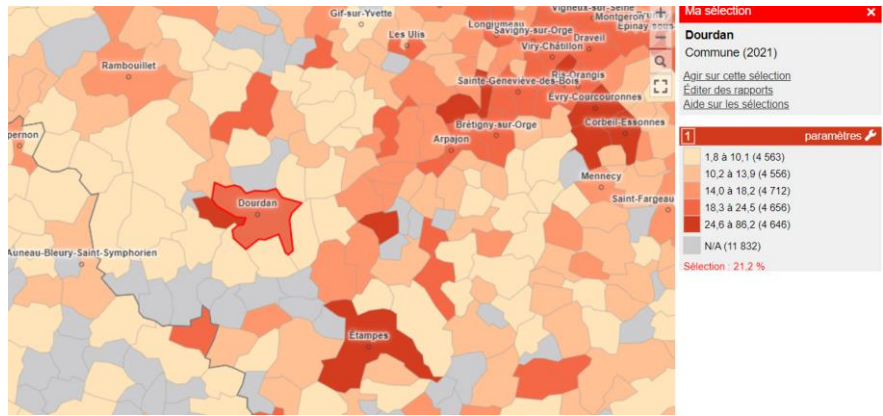 Vigneux-sur-Seine
Gif-sur-Yvette
Longjumeau
Montgeron
Les Ulis
Savigny-sur-Orge
Épinay-sous-
Draveil
Viry-Châtillon
Rambouillet
Ris-Orangis
Sainte-Geneviève-des-Bois
Évry-Courcouronnes
pernon
Brétigny-sur-Orge
Corbeil-Essonnes
Arpajon
Mennecy
Dourdan
Saint-Fargeau
Auneau-Bleury-Saint-Symphorien
Étampes
Ma sélection
Dourdan
Commune (2021)
Agir sur cette sélection
Éditer des rapports
Aide sur les sélections
1 paramètres
1,8 à 10,1 (4 563)
10,2 à 13,9 (4 556)
14,0 à 18,2 (4 712)
18,3 à 24,5 (4 656)
24,6 à 86,2 (4 646)
N/A (11 832)
Sélection : 21,2 %